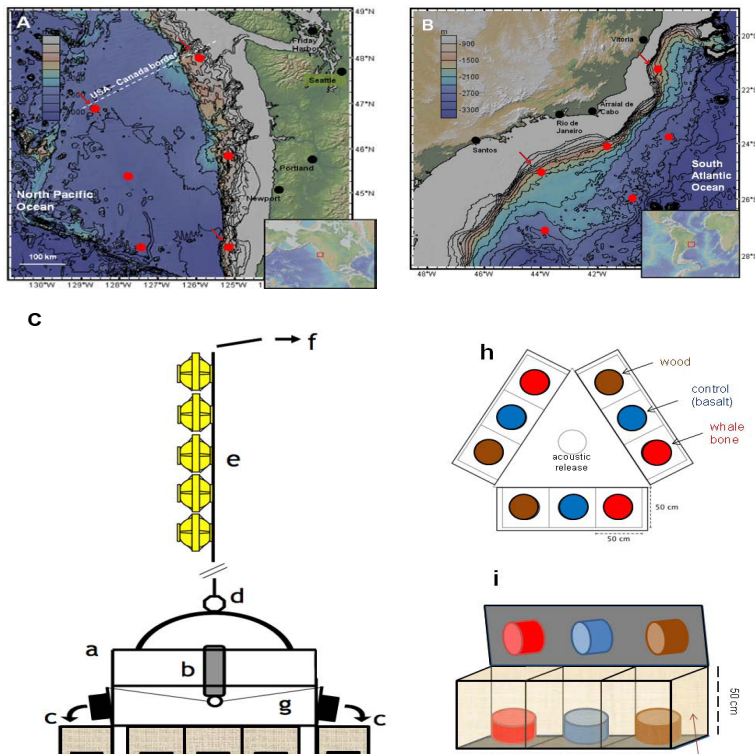 A
USA - Canada border
Friday
Harbor
Seattle
Portland
Newport
North Pacific
Ocean
100 km
48°N
47°N
46°N
45°N
130°W
129°W
128°W
127°W
126°W
125°W
B
m
-900
-1500
-2100
-2700
-3300
Vitoria
Arraial de
Cabo
Rio de
Janeiro
Santos
South
Atlantic
Ocean
20°S
22°S
24°S
26°S
28°S
48°W
46°W
44°W
42°W
C
f
e
d
a
b
g
c
c
h
wood
control
(basalt)
whale
bone
acoustic
release
50 cm
50 cm
i
50 cm